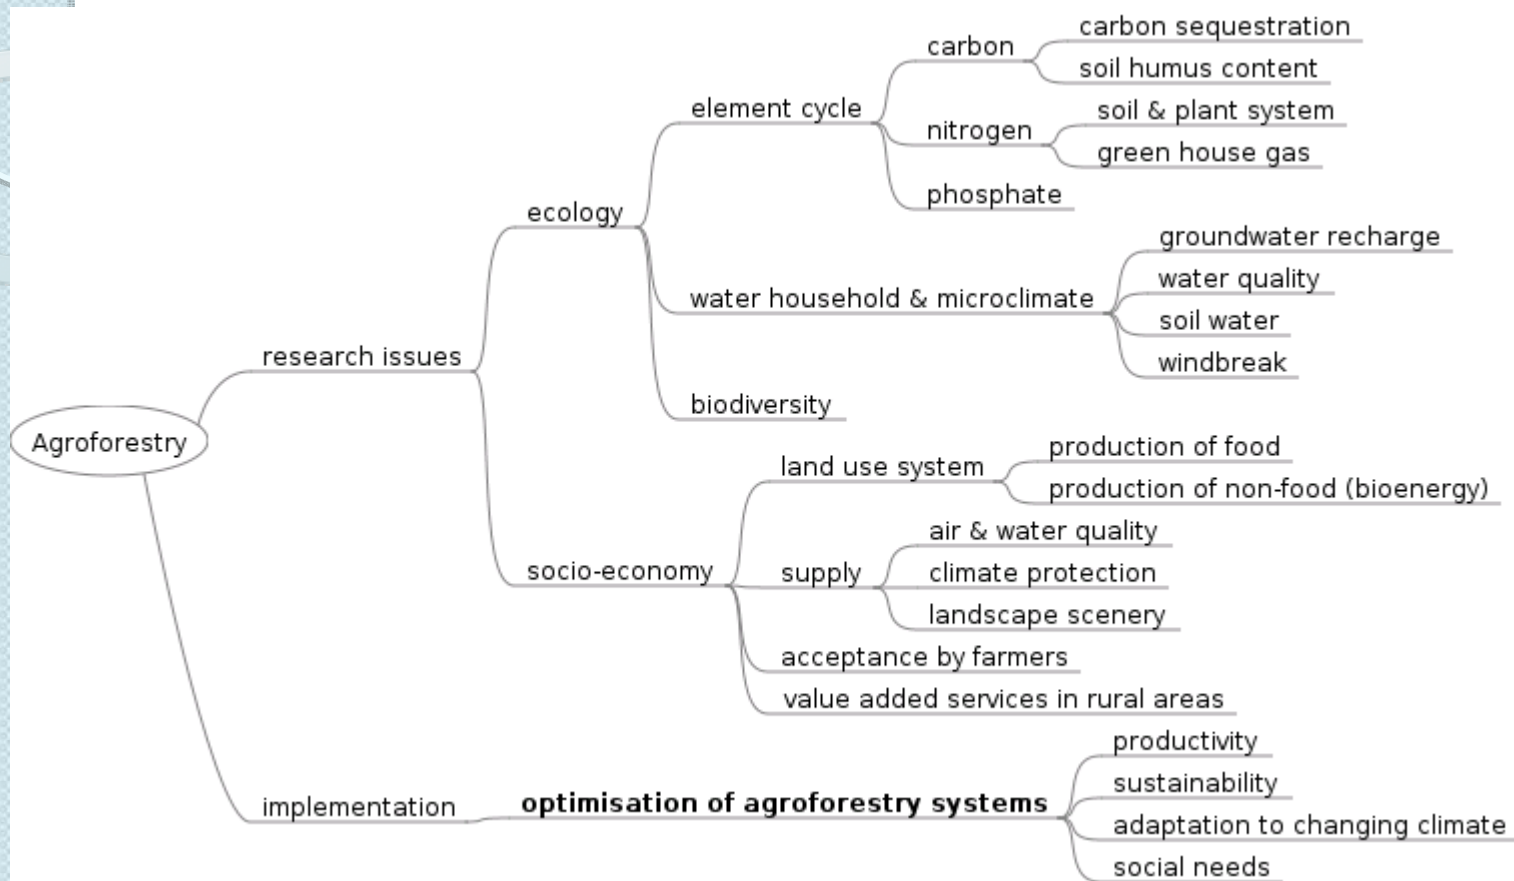 carbon sequestration
carbon
soil humus content
element cycle
soil & plant system
nitrogen
green house gas
phosphate
ecology
groundwater recharge
water quality
water household & microclimate
soil water
windbreak
research issues
biodiversity
Agroforestry
production of food
land use system
production of non-food (bioenergy)
air & water quality
socio-economy
supply
climate protection
landscape scenery
acceptance by farmers
value added services in rural areas
productivity
sustainability
implementation
optimisation of agroforestry systems
adaptation to changing climate
social needs